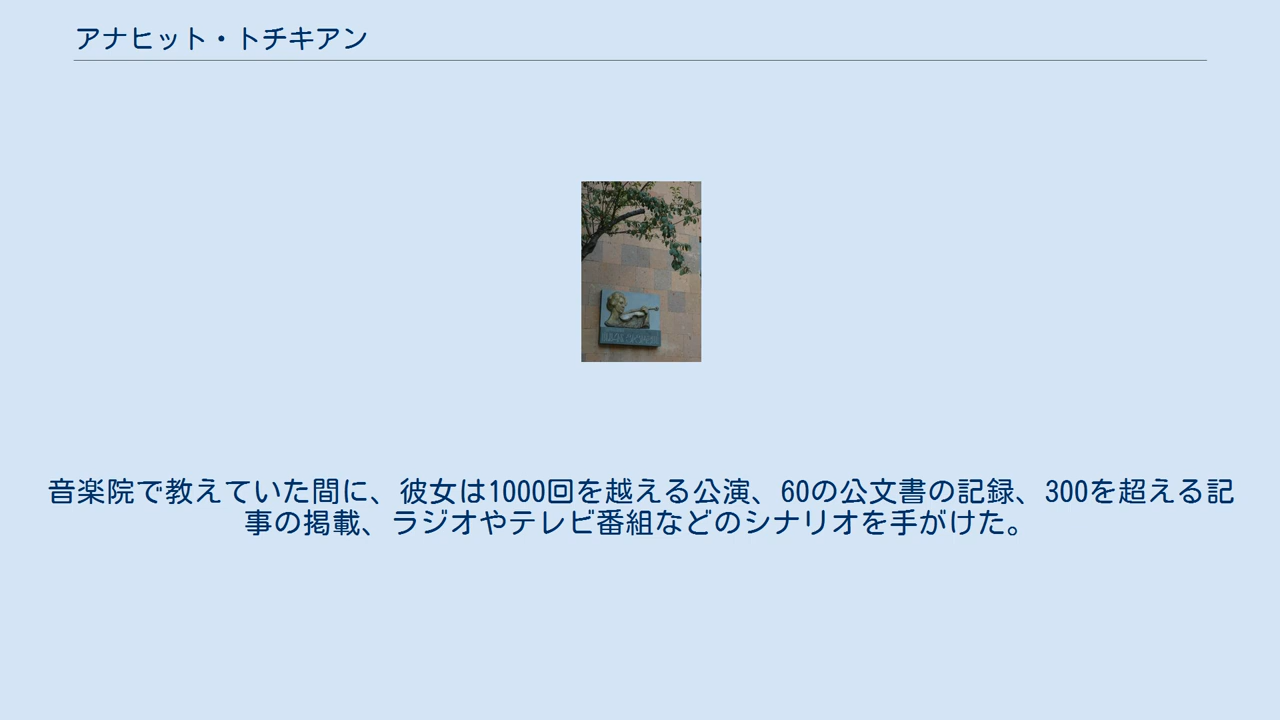 アナヒット・トチキアン
音楽院で教えていた間に、彼女は1000回を越える公演、60の公文書の記録、300を超える記
事の掲載、ラジオやテレビ番組などのシナリオを手がけた。